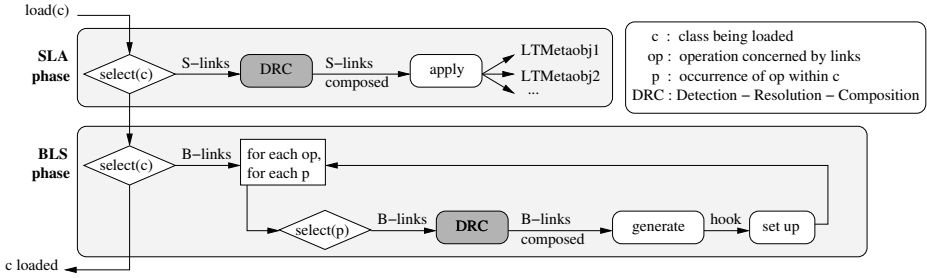 load(c)
SLA
phase
select(c)
S−links
DRC
S−links
composed
apply
LTMetaobj1
LTMetaobj2
...
c : class being loaded
op : operation concerned by links
p : occurrence of op within c
DRC : Detection − Resolution − Composition
BLS
phase
select(c)
B−links
for each op,
for each p
select(p)
B−links
DRC
B−links
composed
generate
hook
set up
c loaded